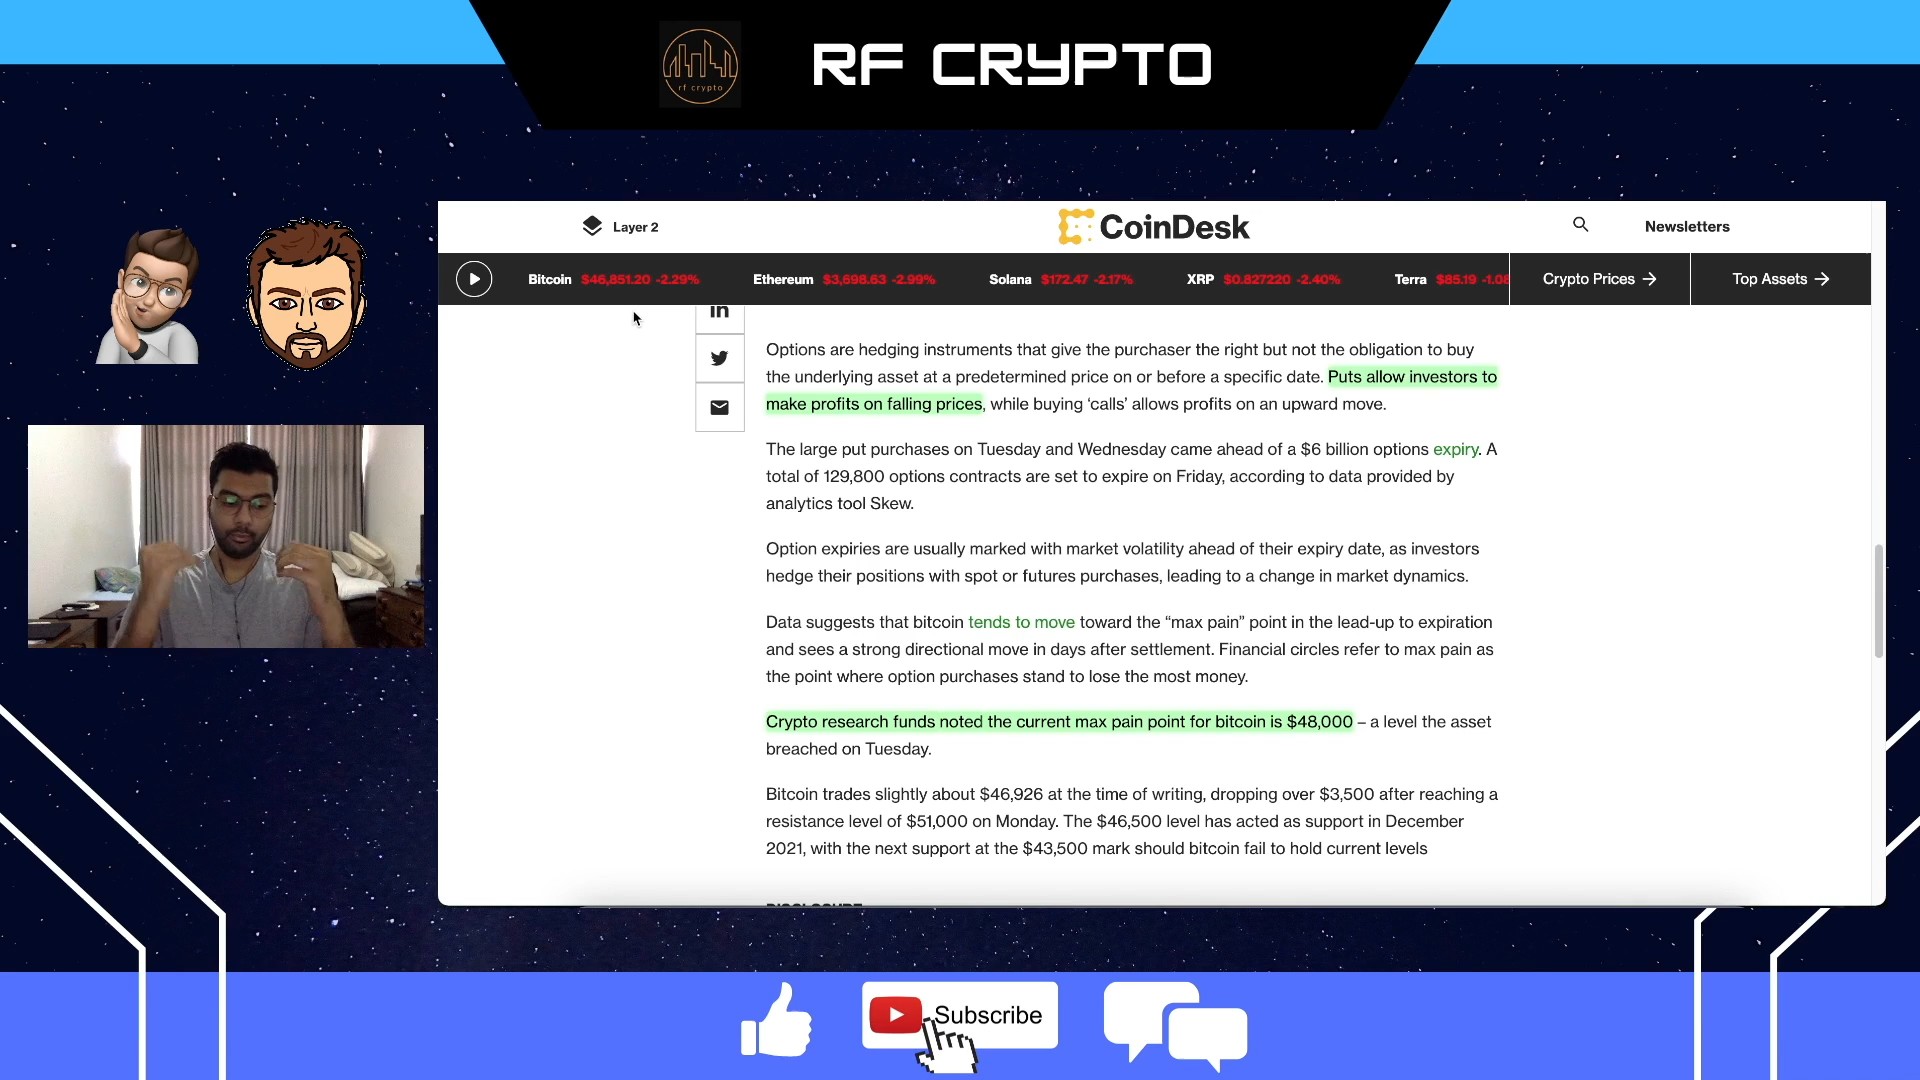 RF CRYPTO
rf crypto
Layer 2
CoinDesk
Newsletters
Bitcoin $46,851.20 -2.29% Ethereum $3,698.63 -2.99% Solana $172.47 -2.17% XRP $0.827220 -2.40% Terra $85.19 -1.08
Crypto Prices →
Top Assets →
in
Options are hedging instruments that give the purchaser the right but not the obligation to buy
the underlying asset at a predetermined price on or before a specific date. Puts allow investors to
make profits on falling prices, while buying ‘calls’ allows profits on an upward move.
The large put purchases on Tuesday and Wednesday came ahead of a $6 billion options expiry. A
total of 129,800 options contracts are set to expire on Friday, according to data provided by
analytics tool Skew.
Option expiries are usually marked with market volatility ahead of their expiry date, as investors
hedge their positions with spot or futures purchases, leading to a change in market dynamics.
Data suggests that bitcoin tends to move toward the “max pain” point in the lead-up to expiration
and sees a strong directional move in days after settlement. Financial circles refer to max pain as
the point where option purchases stand to lose the most money.
Crypto research funds noted the current max pain point for bitcoin is $48,000 – a level the asset
breached on Tuesday.
Bitcoin trades slightly about $46,926 at the time of writing, dropping over $3,500 after reaching a
resistance level of $51,000 on Monday. The $46,500 level has acted as support in December
2021, with the next support at the $43,500 mark should bitcoin fail to hold current levels
DISCLOSURE
Subscribe